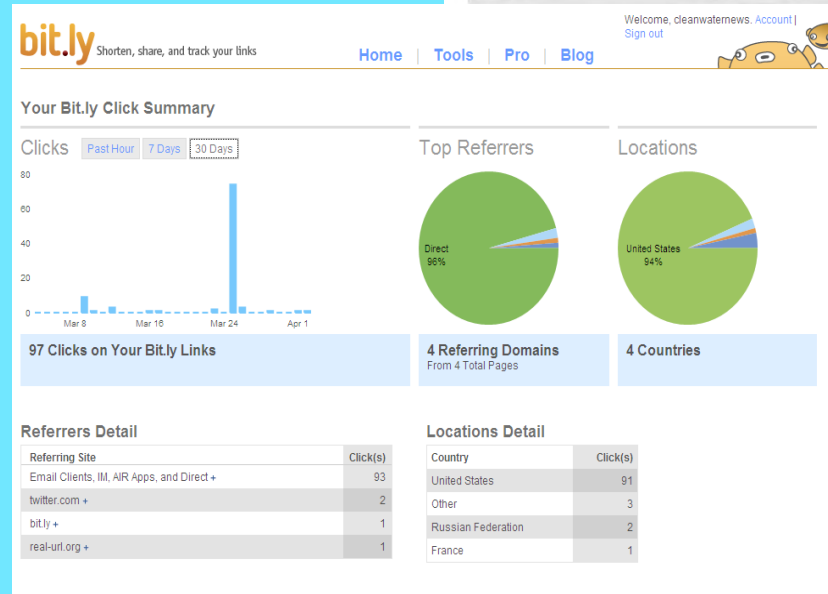 bit.ly Shorten, share, and track your links
Welcome, cleanwaternews. Account |
Sign out
Home | Tools | Pro | Blog
Your Bit.ly Click Summary
Clicks Past Hour 7 Days 30 Days
80
60
40
20
0
Mar 8 Mar 16 Mar 24 Apr 1
97 Clicks on Your Bit.ly Links
Top Referrers
Direct
96%
4 Referring Domains
From 4 Total Pages
Locations
United States
94%
4 Countries
Referrers Detail
Referring Site Click(s)
Email Clients, IM, AIR Apps, and Direct + 93
twitter.com + 2
bit.ly + 1
real-url.org + 1
Locations Detail
Country Click(s)
United States 91
Other 3
Russian Federation 2
France 1